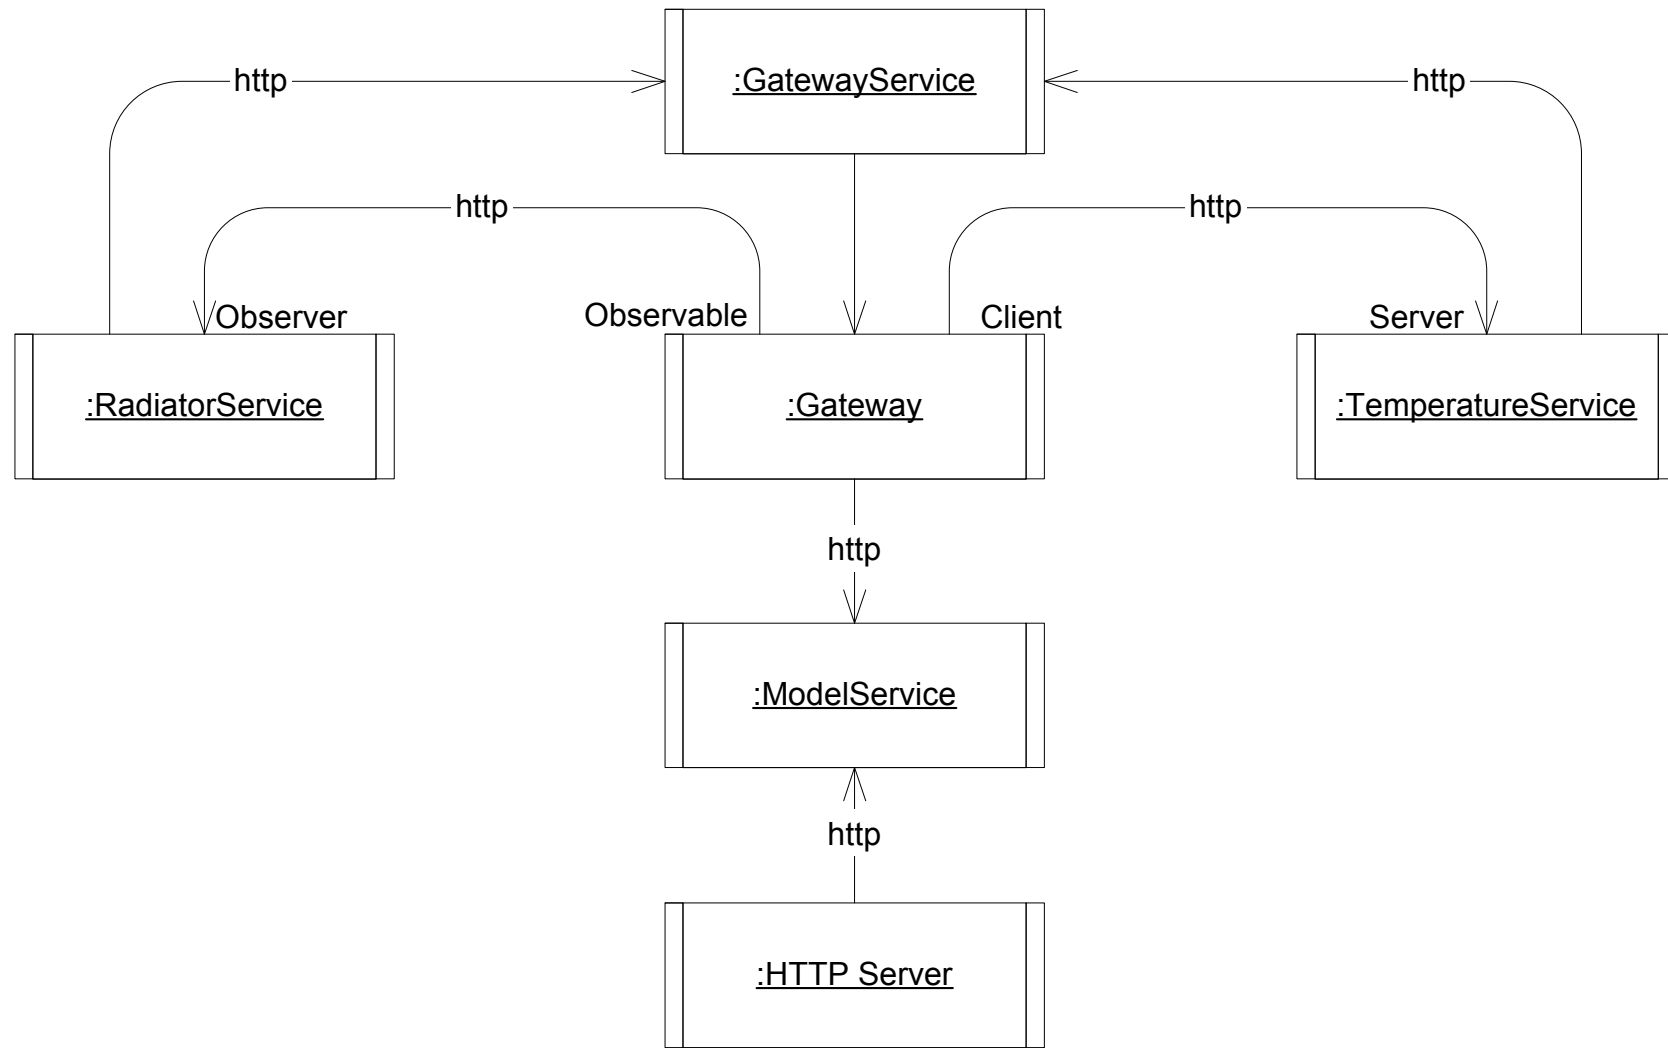 :GatewayService
http
http
http
http
Observer
Observable
Client
Server
:RadiatorService
:Gateway
:TemperatureService
http
:ModelService
http
:HTTP Server